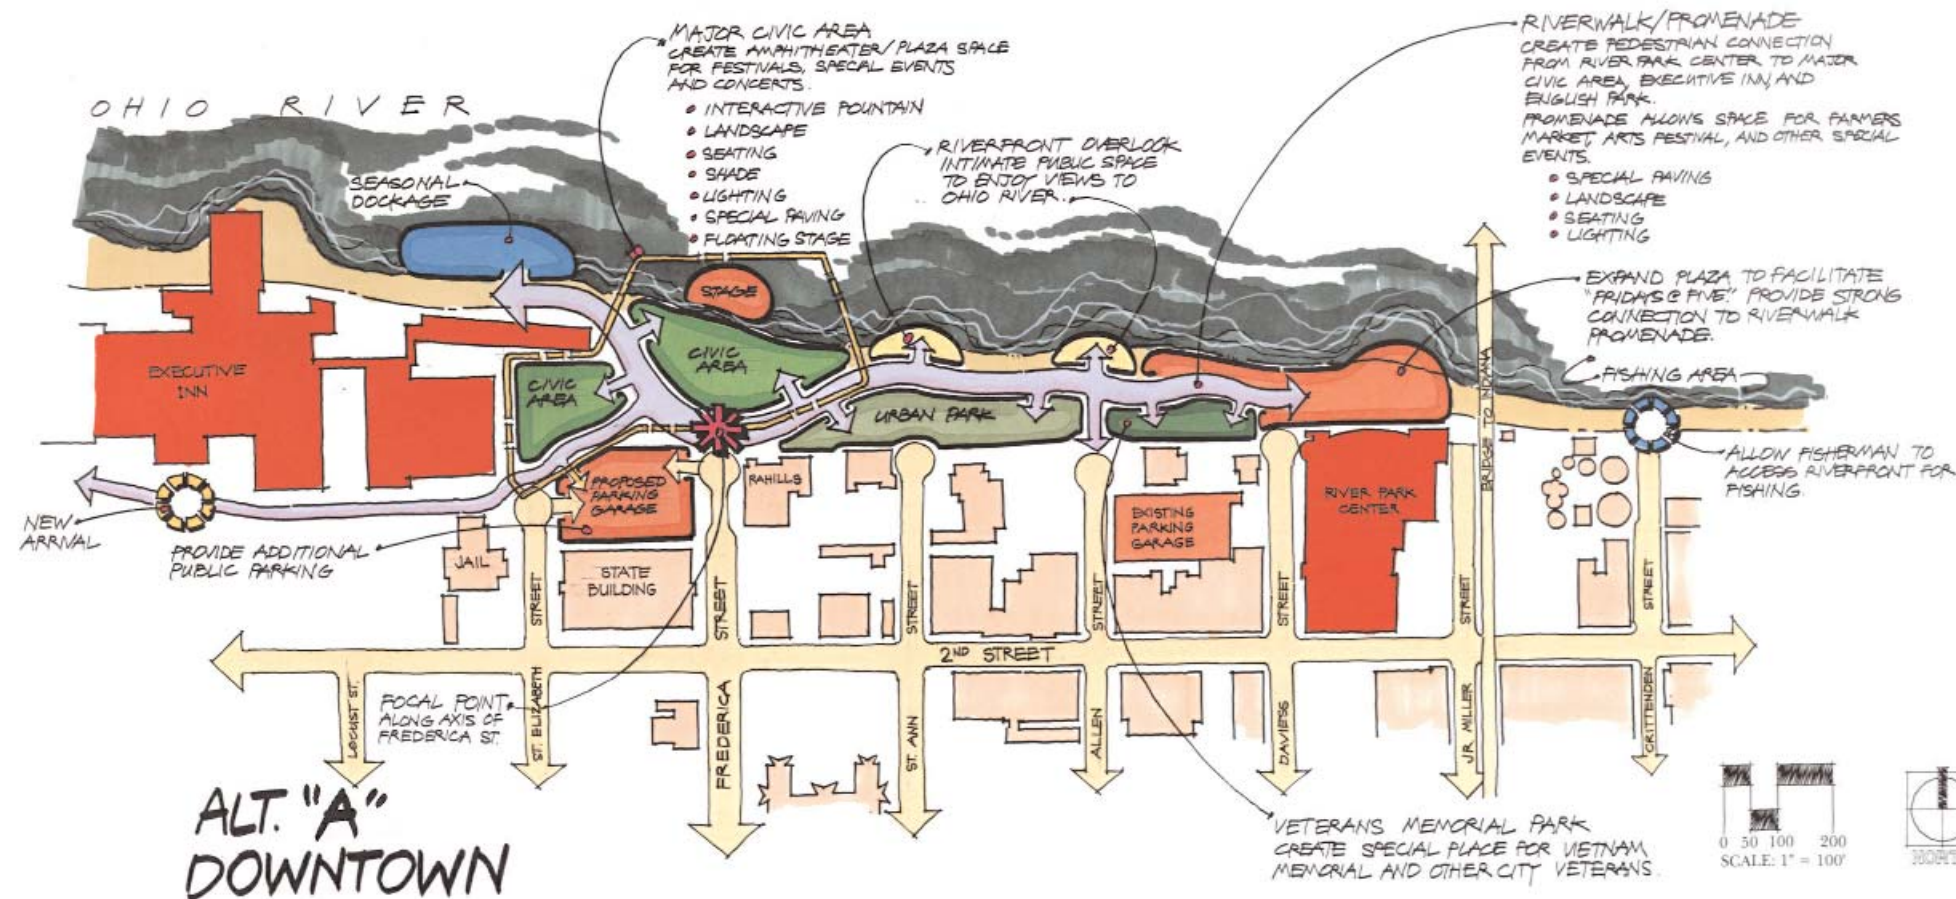 OHIO RIVER
MAJOR CIVIC AREA
CREATE AMPHITHEATER/PLAZA SPACE
FOR FESTIVALS, SPECIAL EVENTS
AND CONCERTS.
• INTERACTIVE FOUNTAIN
• LANDSCAPE
• SEATING
• SHADE
• LIGHTING
• SPECIAL PAVING
• FLOATING STAGE
RIVERWALK/PROMENADE
CREATE PEDESTRIAN CONNECTION
FROM RIVER PARK CENTER TO MAJOR
CIVIC AREA, EXECUTIVE INN, AND
ENGLISH PARK.
PROMENADE ALLOWS SPACE FOR FARMERS
MARKET, ARTS FESTIVAL, AND OTHER SPECIAL
EVENTS.
• SPECIAL PAVING
• LANDSCAPE
• SEATING
• LIGHTING
RIVERFRONT OVERLOOK
INTIMATE PUBLIC SPACE
TO ENJOY VIEWS TO
OHIO RIVER.
SEASONAL
DOCKAGE
EXPAND PLAZA TO FACILITATE
"FRIDAYS @ FIVE." PROVIDE STRONG
CONNECTION TO RIVERWALK
PROMENADE.
FISHING AREA
ALLOW FISHERMAN TO
ACCESS RIVERFRONT FOR
FISHING.
STAGE
CIVIC
AREA
CIVIC
AREA
URBAN PARK
EXECUTIVE
INN
BRIDGE TO INDIANA
PROPOSED
PARKING
GARAGE
RAHILLS
EXISTING
PARKING
GARAGE
RIVER PARK
CENTER
NEW
ARRIVAL
PROVIDE ADDITIONAL
PUBLIC PARKING
JAIL
STATE
BUILDING
STREET
STREET
STREET
STREET
STREET
STREET
STREET
2ND STREET
LOCUST ST.
ST. ELIZABETH
FREDERICA
ST. ANN
ALLEN
DAVIESS
J.R. MILLER
CRITTENDEN
FOCAL POINT
ALONG AXIS OF
FREDERICA ST.
VETERANS MEMORIAL PARK
CREATE SPECIAL PLACE FOR VIETNAM
MEMORIAL AND OTHER CITY VETERANS.
ALT. "A"
DOWNTOWN
0 50 100 200
SCALE: 1" = 100'